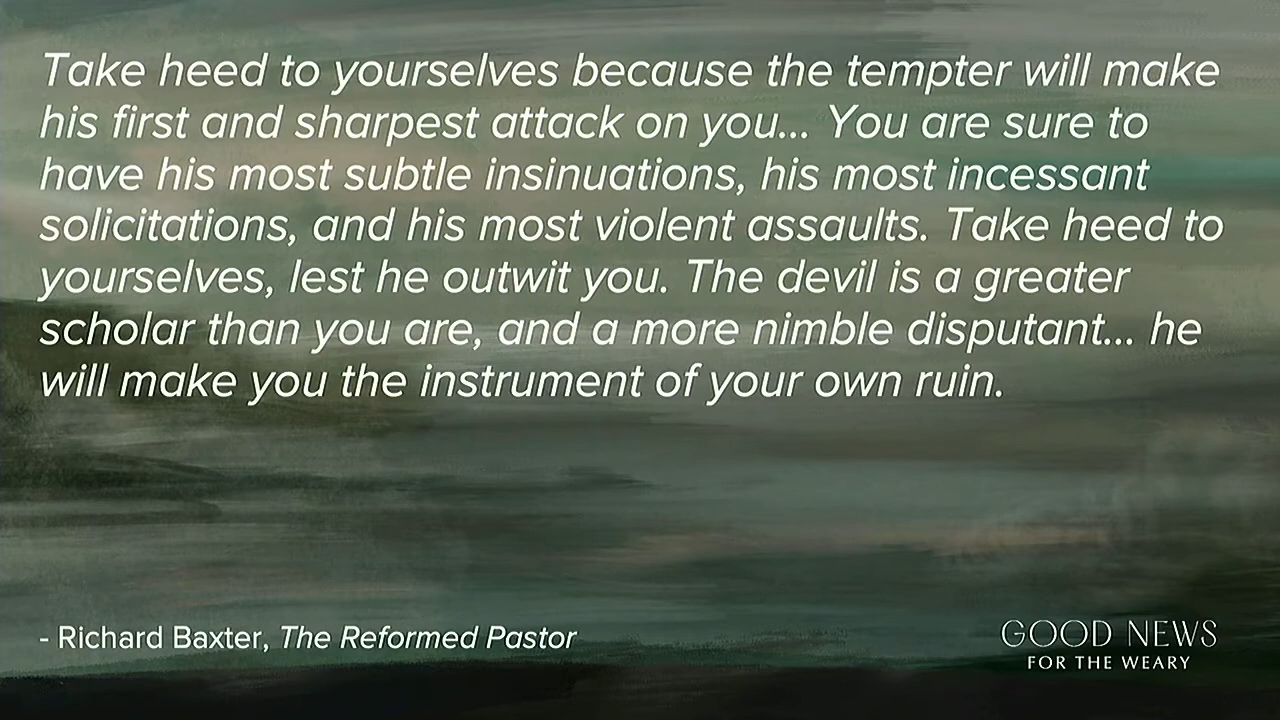 Take heed to yourselves because the tempter will make
his first and sharpest attack on you... You are sure to
have his most subtle insinuations, his most incessant
solicitations, and his most violent assaults. Take heed to
yourselves, lest he outwit you. The devil is a greater
scholar than you are, and a more nimble disputant... he
will make you the instrument of your own ruin.
- Richard Baxter, The Reformed Pastor
GOOD NEWS
FOR THE WEARY